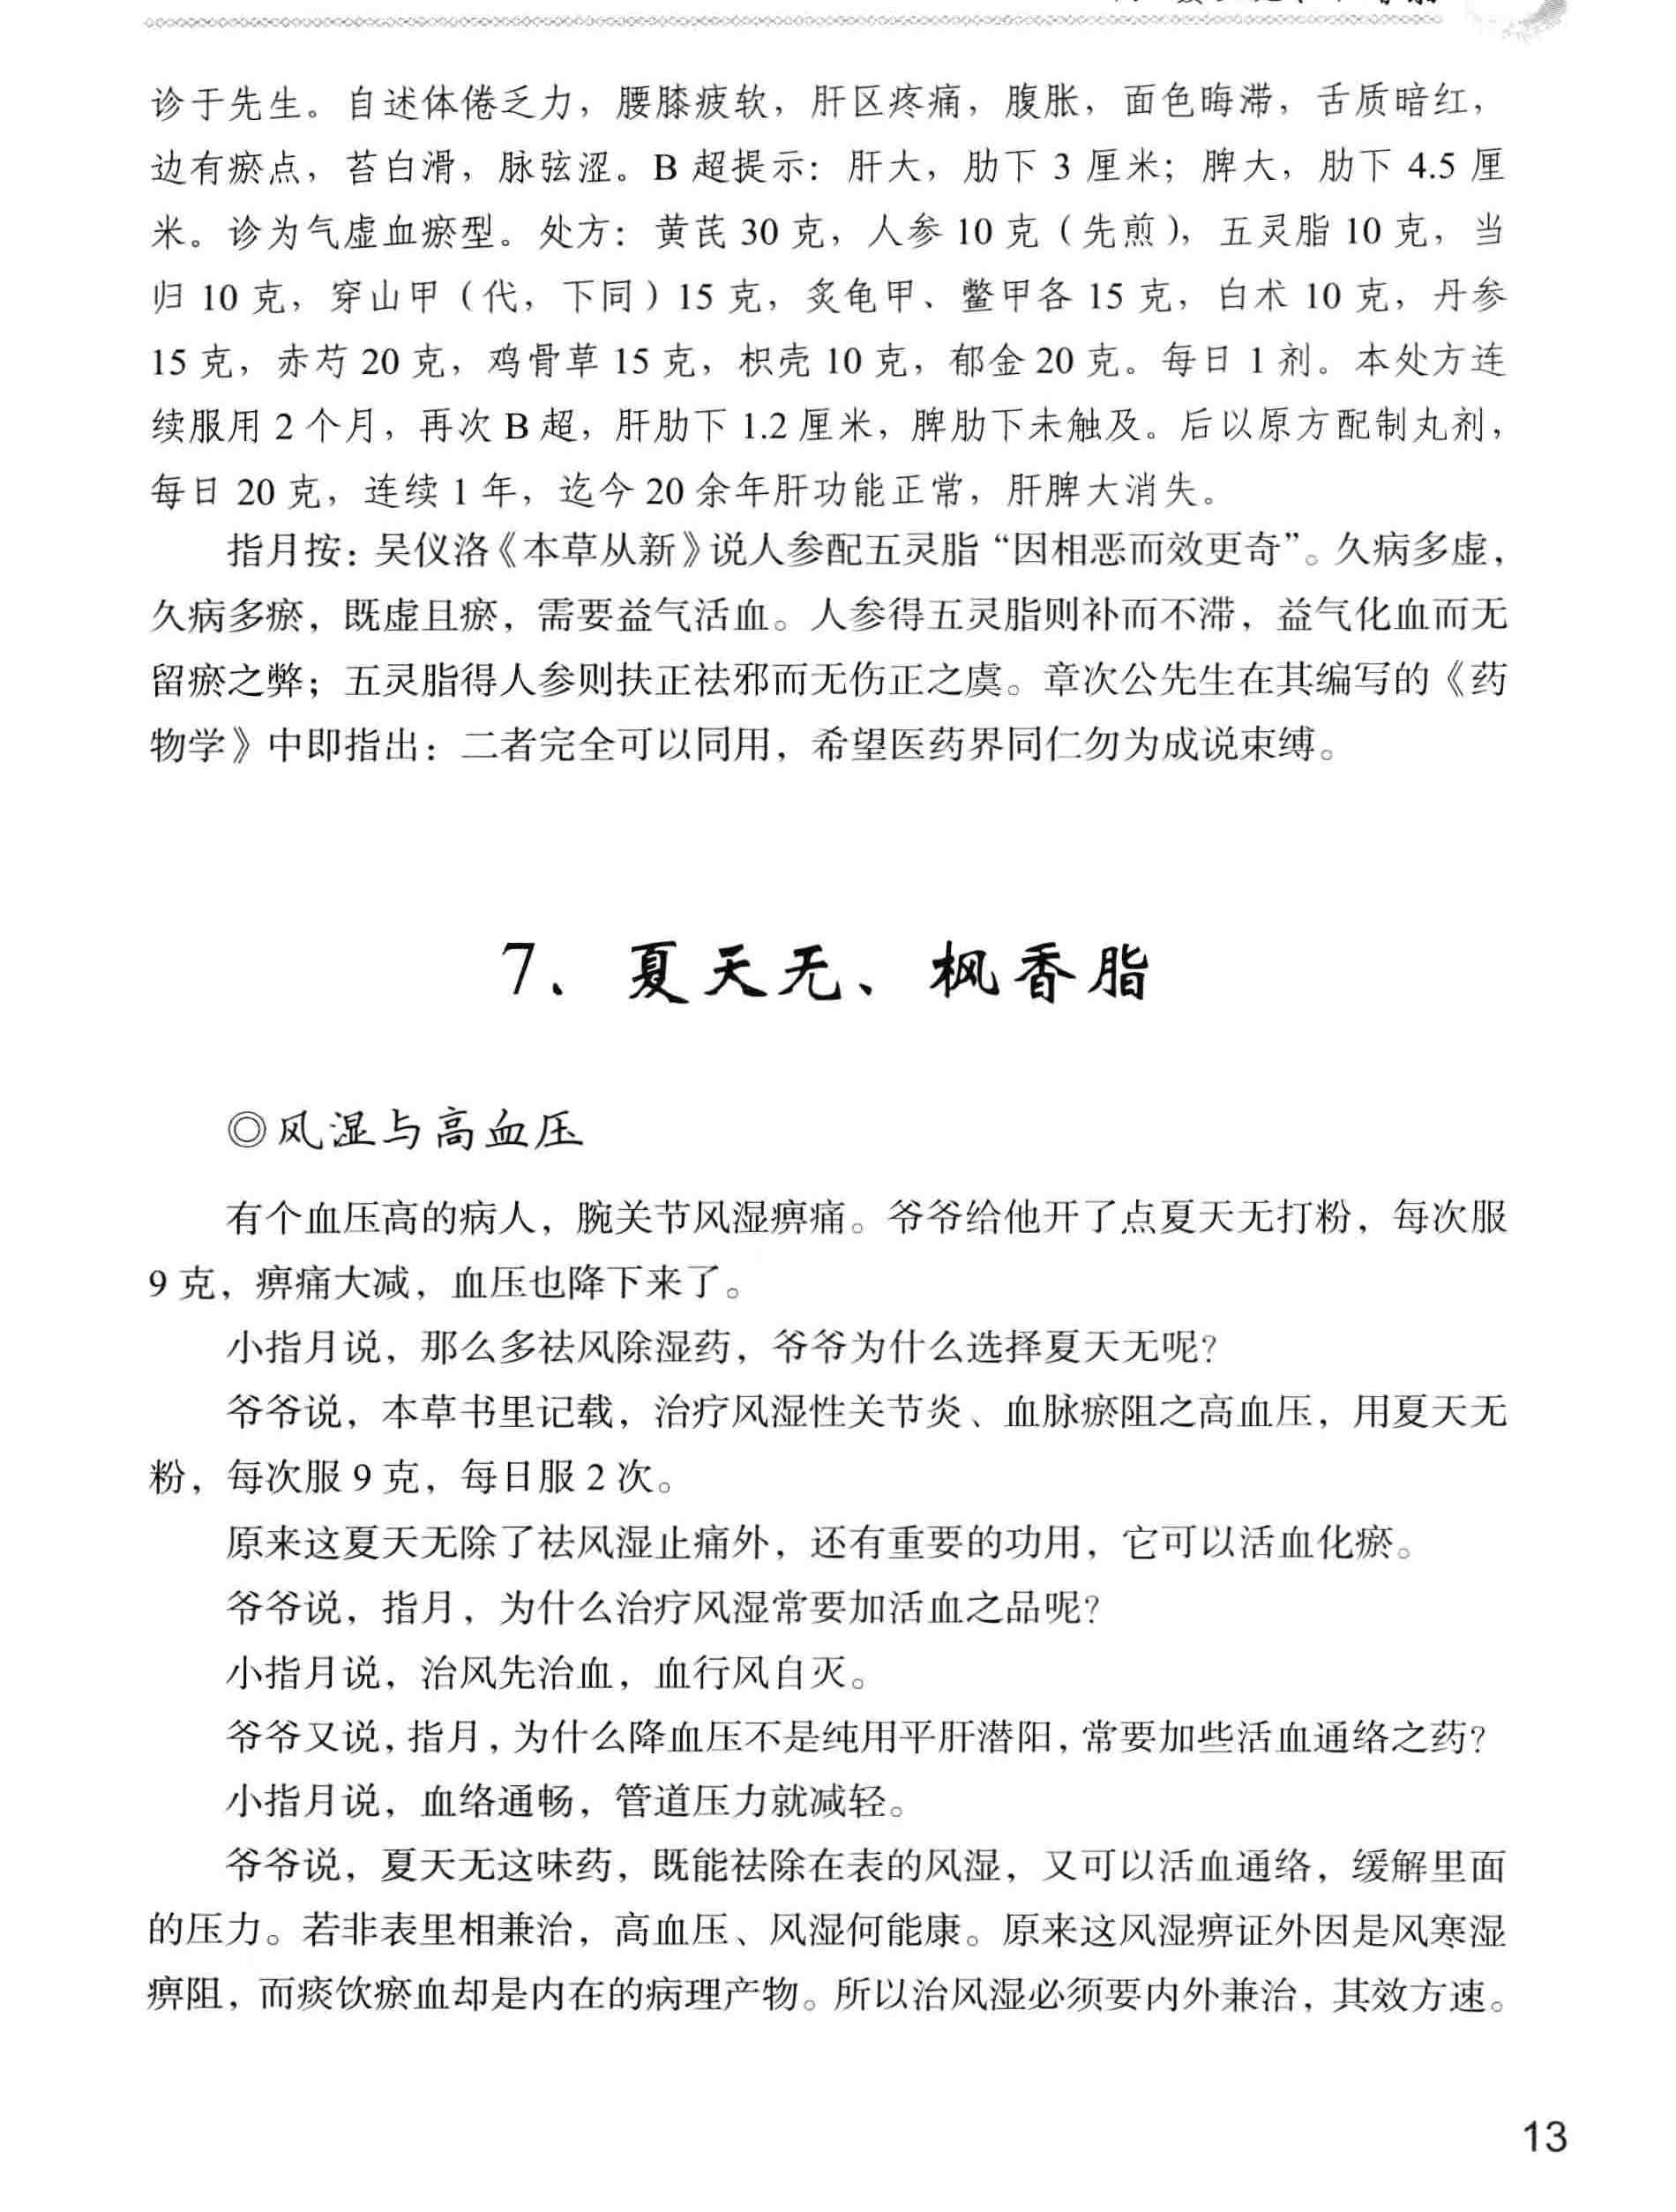 诊于先生。自述体倦乏力，腰膝疲软，肝区疼痛，腹胀，面色晦滞，舌质暗红，
边有瘀点，苔白滑，脉弦涩。B 超提示：肝大，肋下 3 厘米；脾大，肋下 4.5 厘
米。诊为气虚血瘀型。处方：黄芪 30 克，人参 10 克（先煎），五灵脂 10 克，当
归 10 克，穿山甲（代，下同）15 克，炙龟甲、鳖甲各 15 克，白术 10 克，丹参
15 克，赤芍 20 克，鸡骨草 15 克，枳壳 10 克，郁金 20 克。每日 1 剂。本处方连
续服用 2 个月，再次 B 超，肝肋下 1.2 厘米，脾肋下未触及。后以原方配制丸剂，
每日 20 克，连续 1 年，迄今 20 余年肝功能正常，肝脾大消失。
指月按：吴仪洛《本草从新》说人参配五灵脂“因相恶而效更奇”。久病多虚，
久病多瘀，既虚且瘀，需要益气活血。人参得五灵脂则补而不滞，益气化血而无
留瘀之弊；五灵脂得人参则扶正祛邪而无伤正之虞。章次公先生在其编写的《药
物学》中即指出：二者完全可以同用，希望医药界同仁勿为成说束缚。
7、夏天无、枫香脂
◎风湿与高血压
有个血压高的病人，腕关节风湿痹痛。爷爷给他开了点夏天无打粉，每次服
9 克，痹痛大减，血压也降下来了。
小指月说，那么多祛风除湿药，爷爷为什么选择夏天无呢？
爷爷说，本草书里记载，治疗风湿性关节炎、血脉瘀阻之高血压，用夏天无
粉，每次服 9 克，每日服 2 次。
原来这夏天无除了祛风湿止痛外，还有重要的功用，它可以活血化瘀。
爷爷说，指月，为什么治疗风湿常要加活血之品呢？
小指月说，治风先治血，血行风自灭。
爷爷又说，指月，为什么降血压不是纯用平肝潜阳，常要加些活血通络之药？
小指月说，血络通畅，管道压力就减轻。
爷爷说，夏天无这味药，既能祛除在表的风湿，又可以活血通络，缓解里面
的压力。若非表里相兼治，高血压、风湿何能康。原来这风湿痹证外因是风寒湿
痹阻，而痰饮瘀血却是内在的病理产物。所以治风湿必须要内外兼治，其效方速。
13